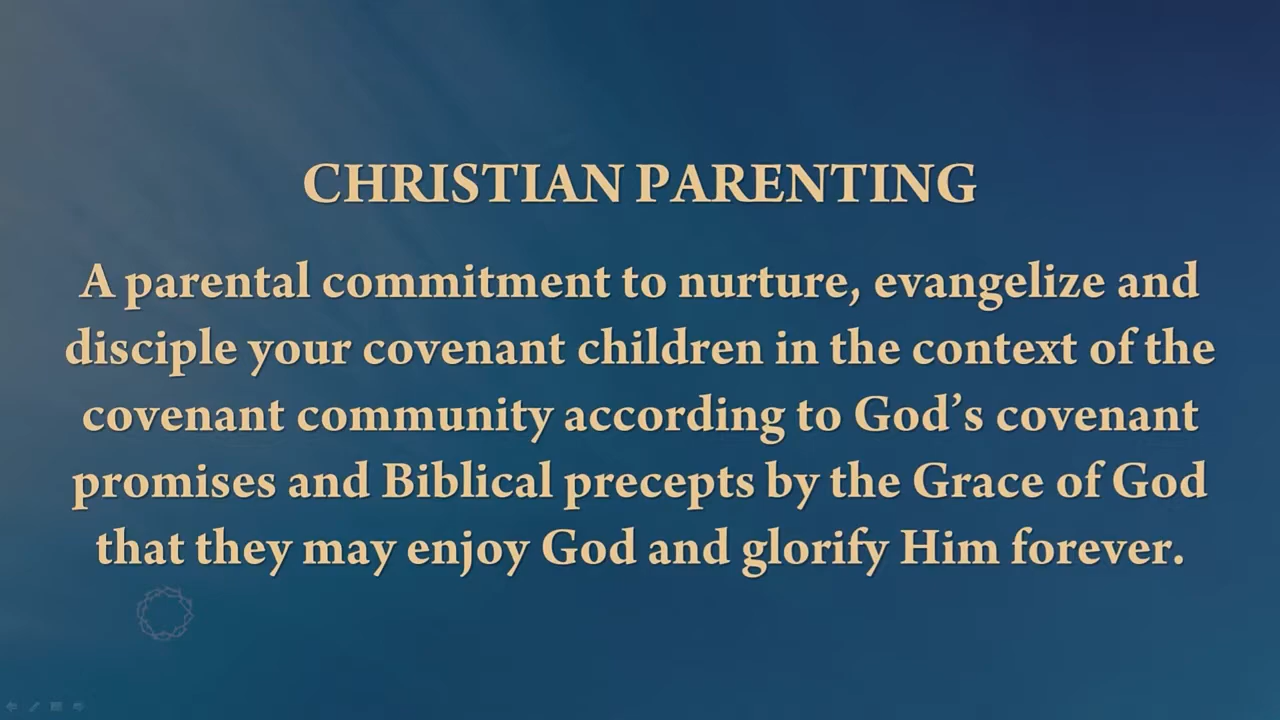 CHRISTIAN PARENTING
A parental commitment to nurture, evangelize and
disciple your covenant children in the context of the
covenant community according to God’s covenant
promises and Biblical precepts by the Grace of God
that they may enjoy God and glorify Him forever.